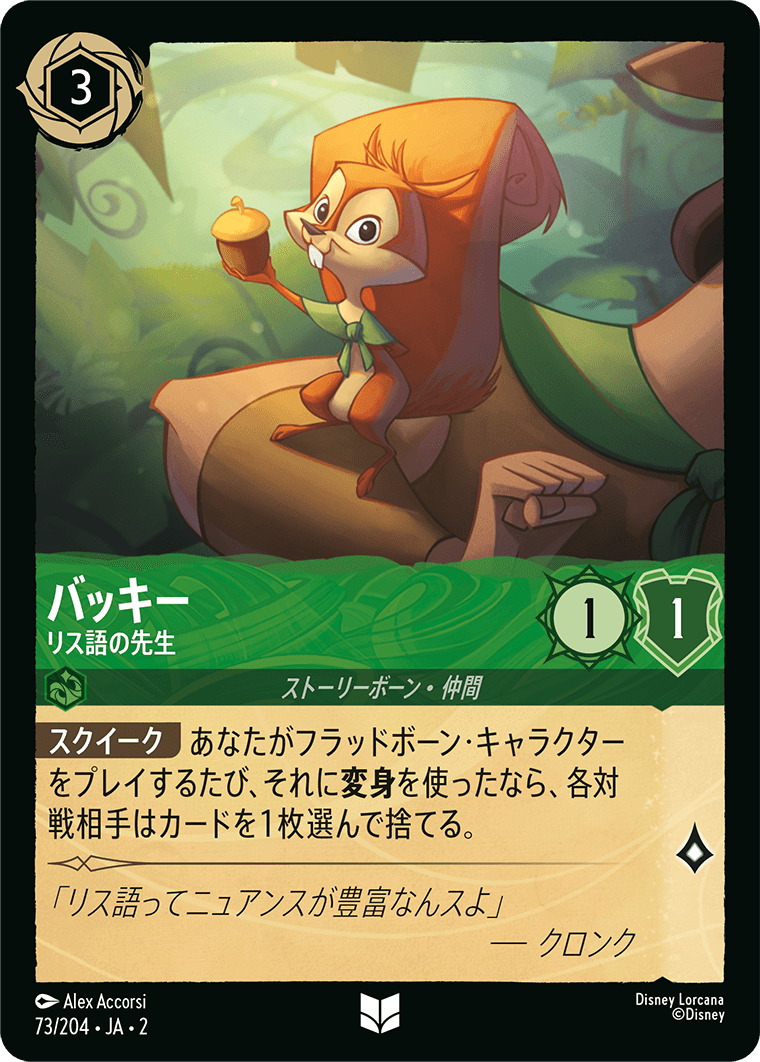 3
バッキー
リス語の先生
1
1
ストーリーボーン・仲間
スクイーク あなたがフラッドボーン・キャラクター
をプレイするたび、それに変身を使ったなら、各対
戦相手はカードを1枚選んで捨てる。
「リス語ってニュアンスが豊富なんスよ」
— クロンク
Alex Accorsi
73/204 • JA • 2
Disney Lorcana
©Disney